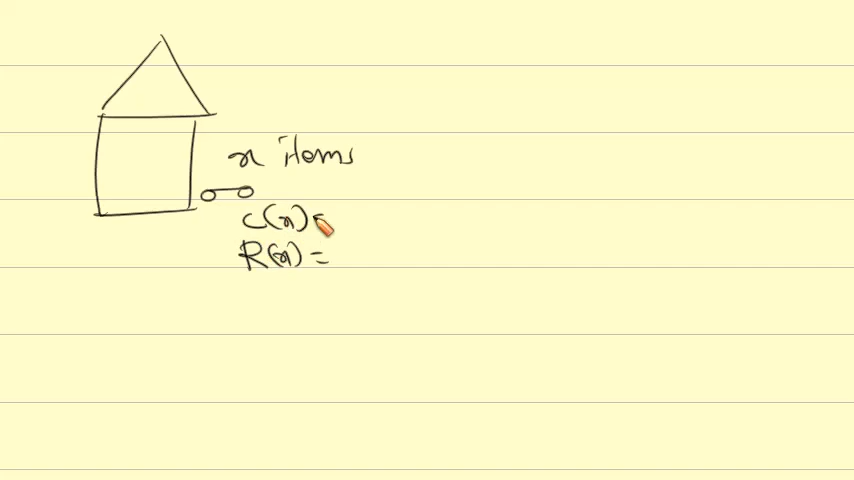 x items
C(x) =
R(x) =